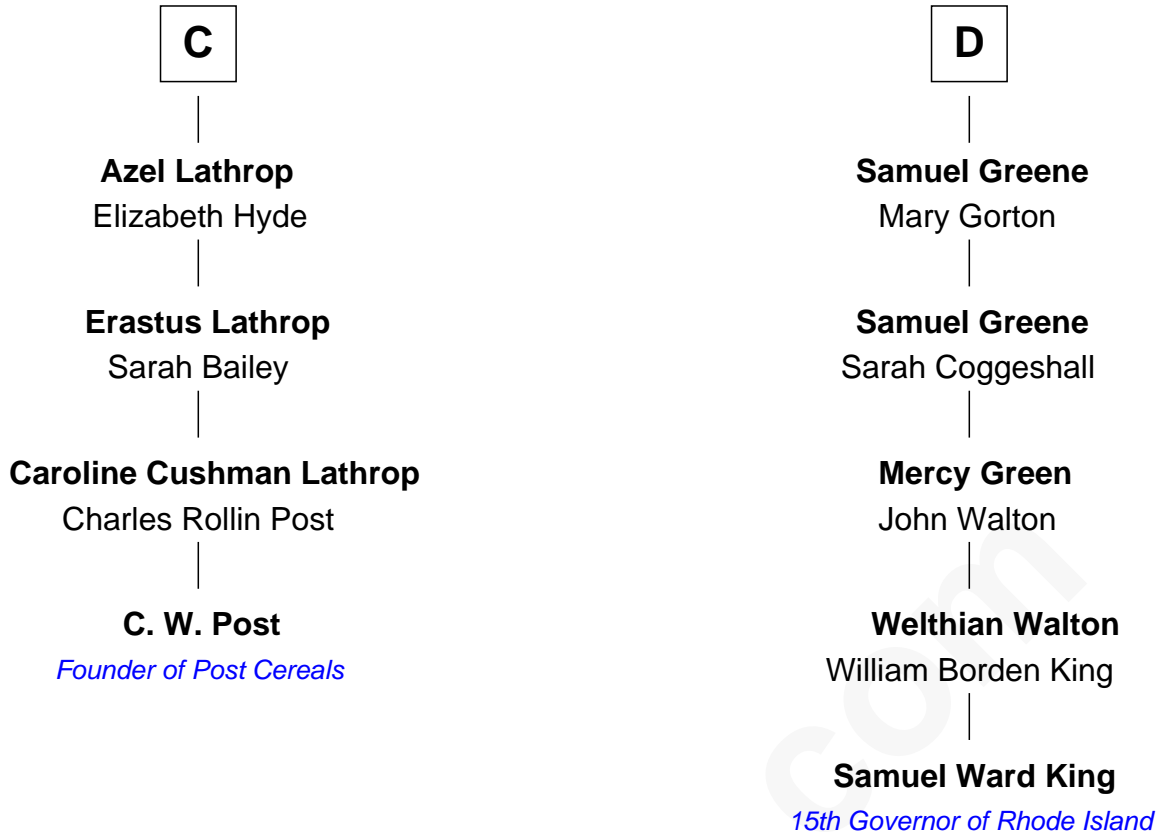 C
Azel Lathrop
Elizabeth Hyde
Erastus Lathrop
Sarah Bailey
Caroline Cushman Lathrop
Charles Rollin Post
C. W. Post
Founder of Post Cereals
D
Samuel Greene
Mary Gorton
Samuel Greene
Sarah Coggeshall
Mercy Green
John Walton
Welthian Walton
William Borden King
Samuel Ward King
15th Governor of Rhode Island
com